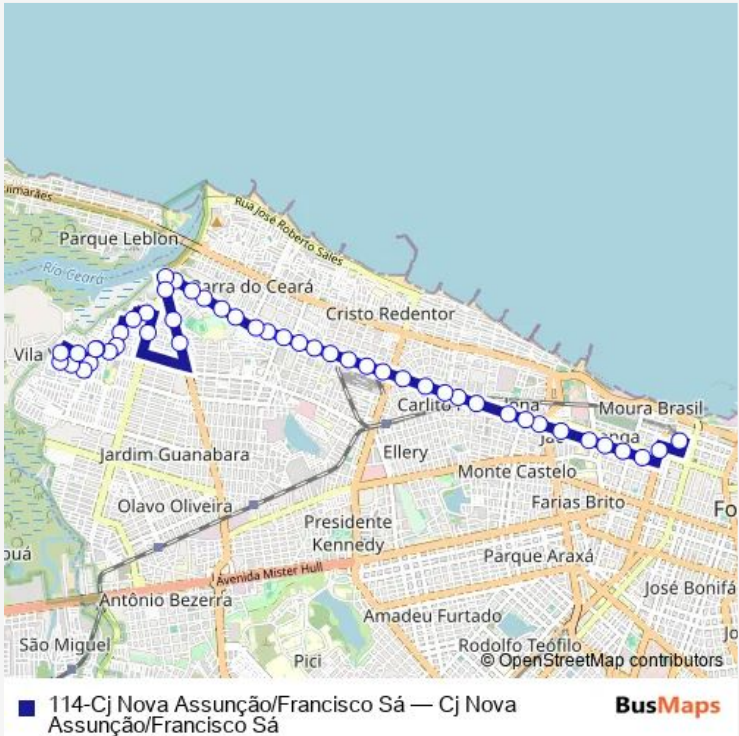 uimarães
Rua José Roberto Sales
Parque Leblon
Rio Ceará
Barra do Ceará
Cristo Redentor
Vila
Carlito
Moura Brasil
Jardim Guanabara
Ellery
Monte Castelo
Olavo Oliveira
Farias Brito
Fo
Presidente
Kennedy
Parque Araxá
Avenida Mister Hull
José Bonifá
Antônio Bezerra
Amadeu Furtado
São Miguel
Rodolfo Teófilo
Jo
Pici
© OpenStreetMap contributors
114-Cj Nova Assunção/Francisco Sá — Cj Nova
Assunção/Francisco Sá
BusMaps